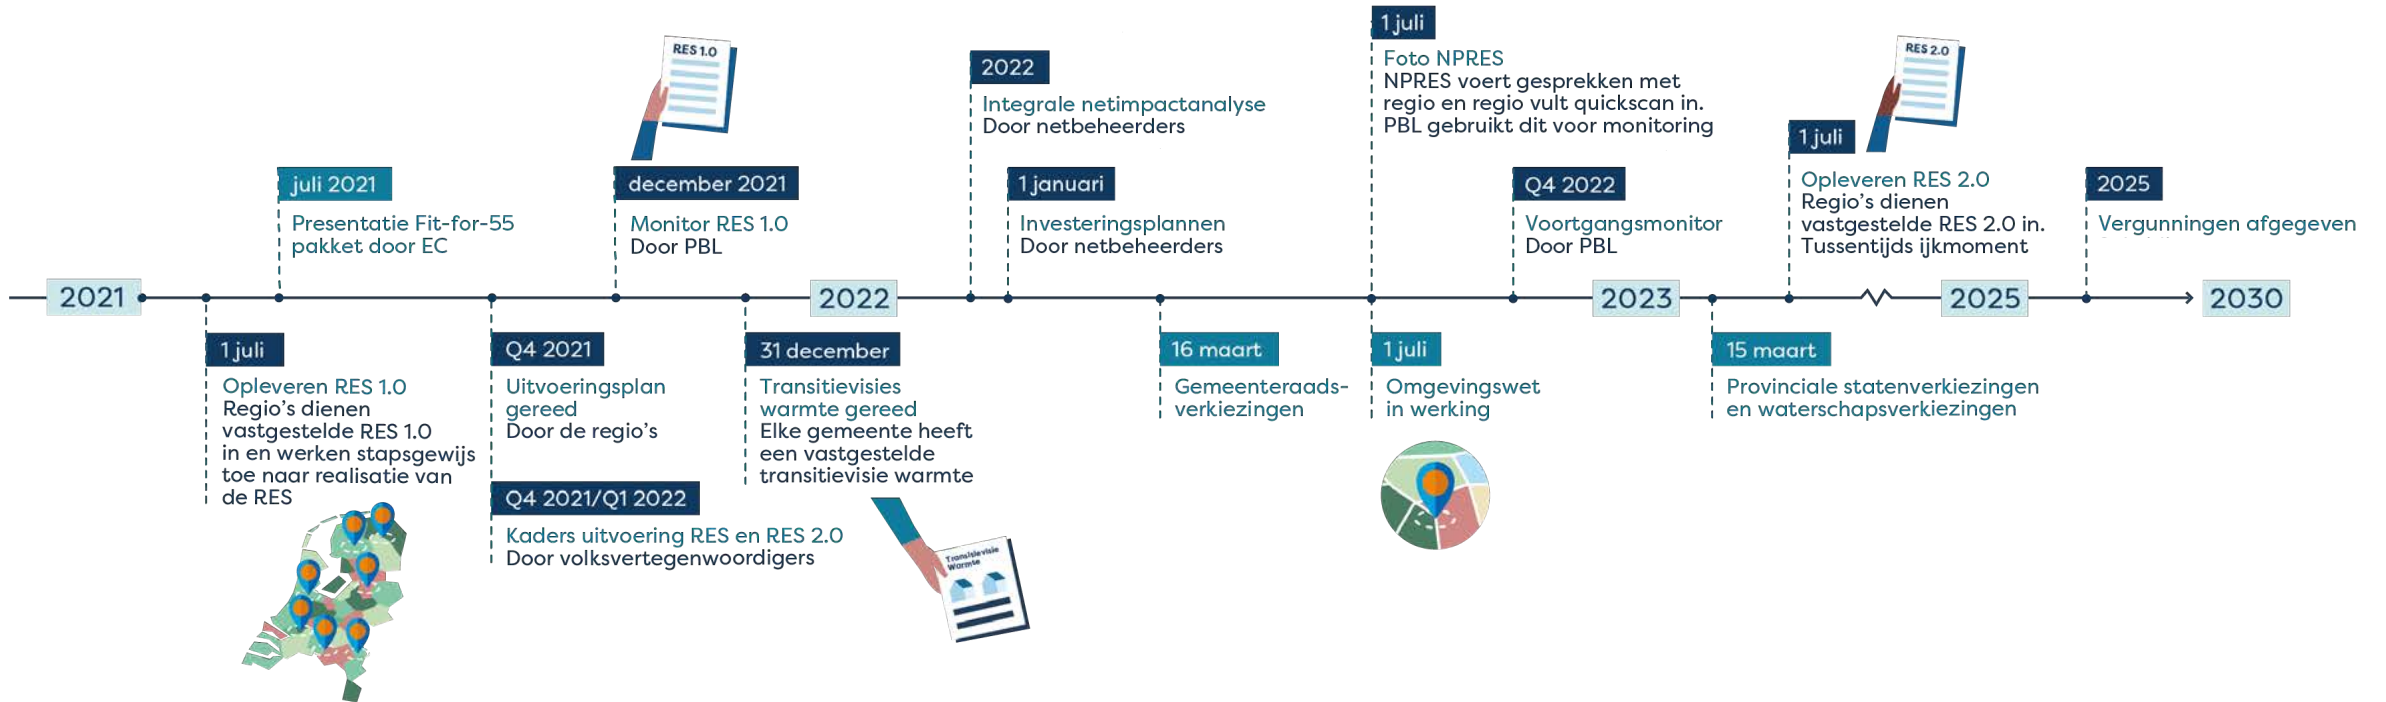 RES 1.0
juli 2021
Presentatie Fit-for-55
pakket door EC
december 2021
Monitor RES 1.0
Door PBL
2022
Integrale netimpactanalyse
Door netbeheerders
1 januari
Investeringsplannen
Door netbeheerders
1 juli
Foto NPRES
NPRES voert gesprekken met
regio en regio vult quickscan in.
PBL gebruikt dit voor monitoring
Q4 2022
Voortgangsmonitor
Door PBL
RES 2.0
1 juli
Opleveren RES 2.0
Regio's dienen
vastgestelde RES 2.0 in.
Tussentijds ijkmoment
2025
Vergunningen afgegeven
2021
2022
2023
2025
2030
1 juli
Opleveren RES 1.0
Regio's dienen
vastgestelde RES 1.0
in en werken stapsgewijs
toe naar realisatie van
de RES
Q4 2021
Uitvoeringsplan
gereed
Door de regio's
Q4 2021/Q1 2022
Kaders uitvoering RES en RES 2.0
Door volksvertegenwoordigers
31 december
Transitievisies
warmte gereed
Elke gemeente heeft
een vastgestelde
transitievisie warmte
Transisievisie
Warmte
16 maart
Gemeenteraads-
verkiezingen
1 juli
Omgevingswet
in werking
15 maart
Provinciale statenverkiezingen
en waterschapsverkiezingen